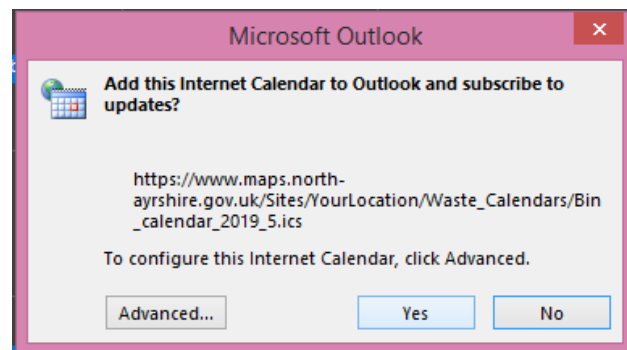 Microsoft Outlook
Add this Internet Calendar to Outlook and subscribe to
updates?
https://www.maps.north-
ayrshire.gov.uk/Sites/YourLocation/Waste_Calendars/Bin
_calendar_2019_5.ics
To configure this Internet Calendar, click Advanced.
Advanced...
Yes
No